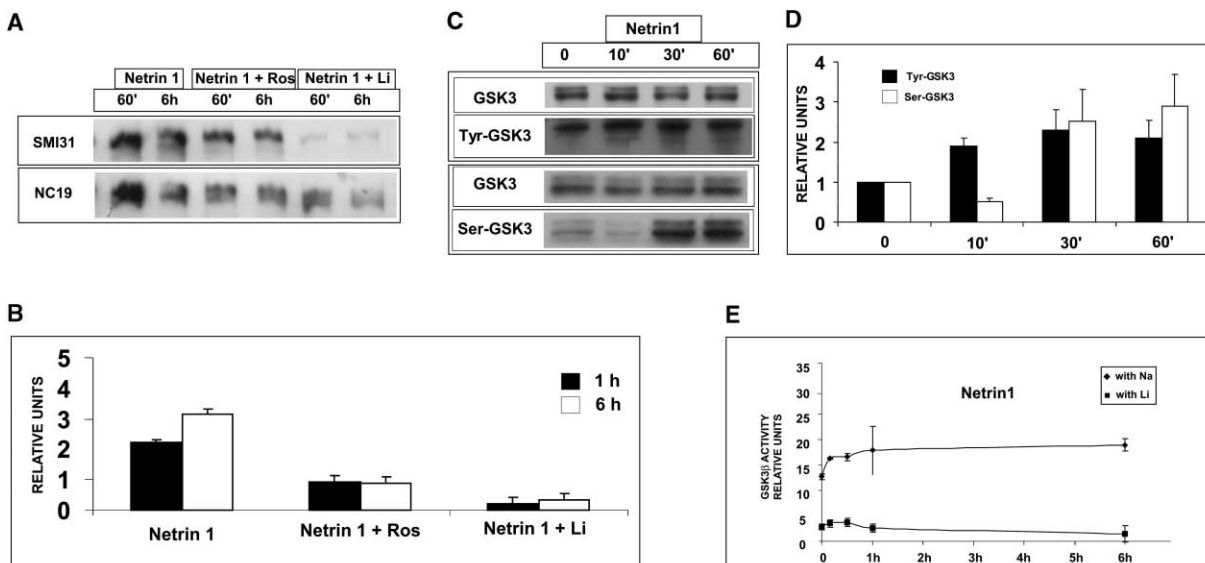 A
Netrin 1 Netrin 1 + Ros Netrin 1 + Li
60' 6h 60' 6h 60' 6h
SMI31
NC19
B
RELATIVE UNITS
5
4
3
2
1
0
1 h
6 h
Netrin 1 Netrin 1 + Ros Netrin 1 + Li
C
Netrin1
0 10' 30' 60'
GSK3
Tyr-GSK3
GSK3
Ser-GSK3
D
RELATIVE UNITS
4
3
2
1
0
Tyr-GSK3
Ser-GSK3
0 10' 30' 60'
E
GSK3β ACTIVITY
RELATIVE UNITS
35
30
25
20
15
10
5
0
Netrin1
with Na
with Li
0 1h 2h 3h 4h 5h 6h